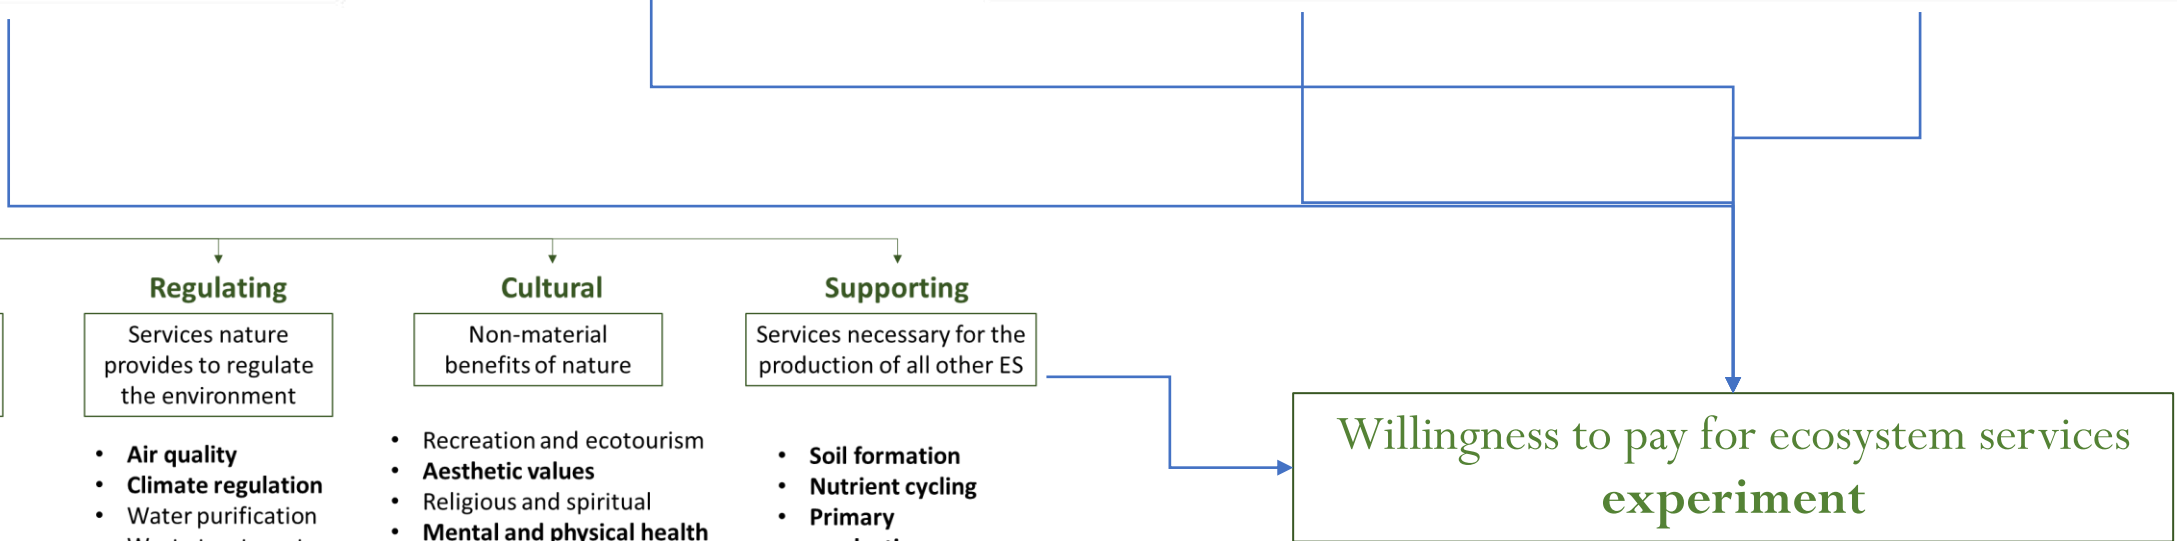 Regulating
Services nature
provides to regulate
the environment
• Air quality
• Climate regulation
• Water purification
Cultural
Non-material
benefits of nature
• Recreation and ecotourism
• Aesthetic values
• Religious and spiritual
• Mental and physical health
Supporting
Services necessary for the
production of all other ES
• Soil formation
• Nutrient cycling
• Primary
Willingness to pay for ecosystem services
experiment